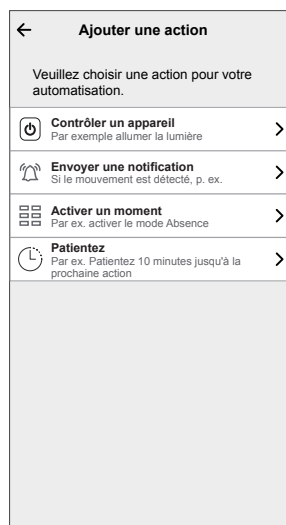 Ajouter une action
Veuillez choisir une action pour votre
automatisation.
Contrôler un appareil
Par exemple allumer la lumière
Envoyer une notification
Si le mouvement est détecté, p. ex.
Activer un moment
Par ex. activer le mode Absence
Patientez
Par ex. Patientez 10 minutes jusqu'à la
prochaine action